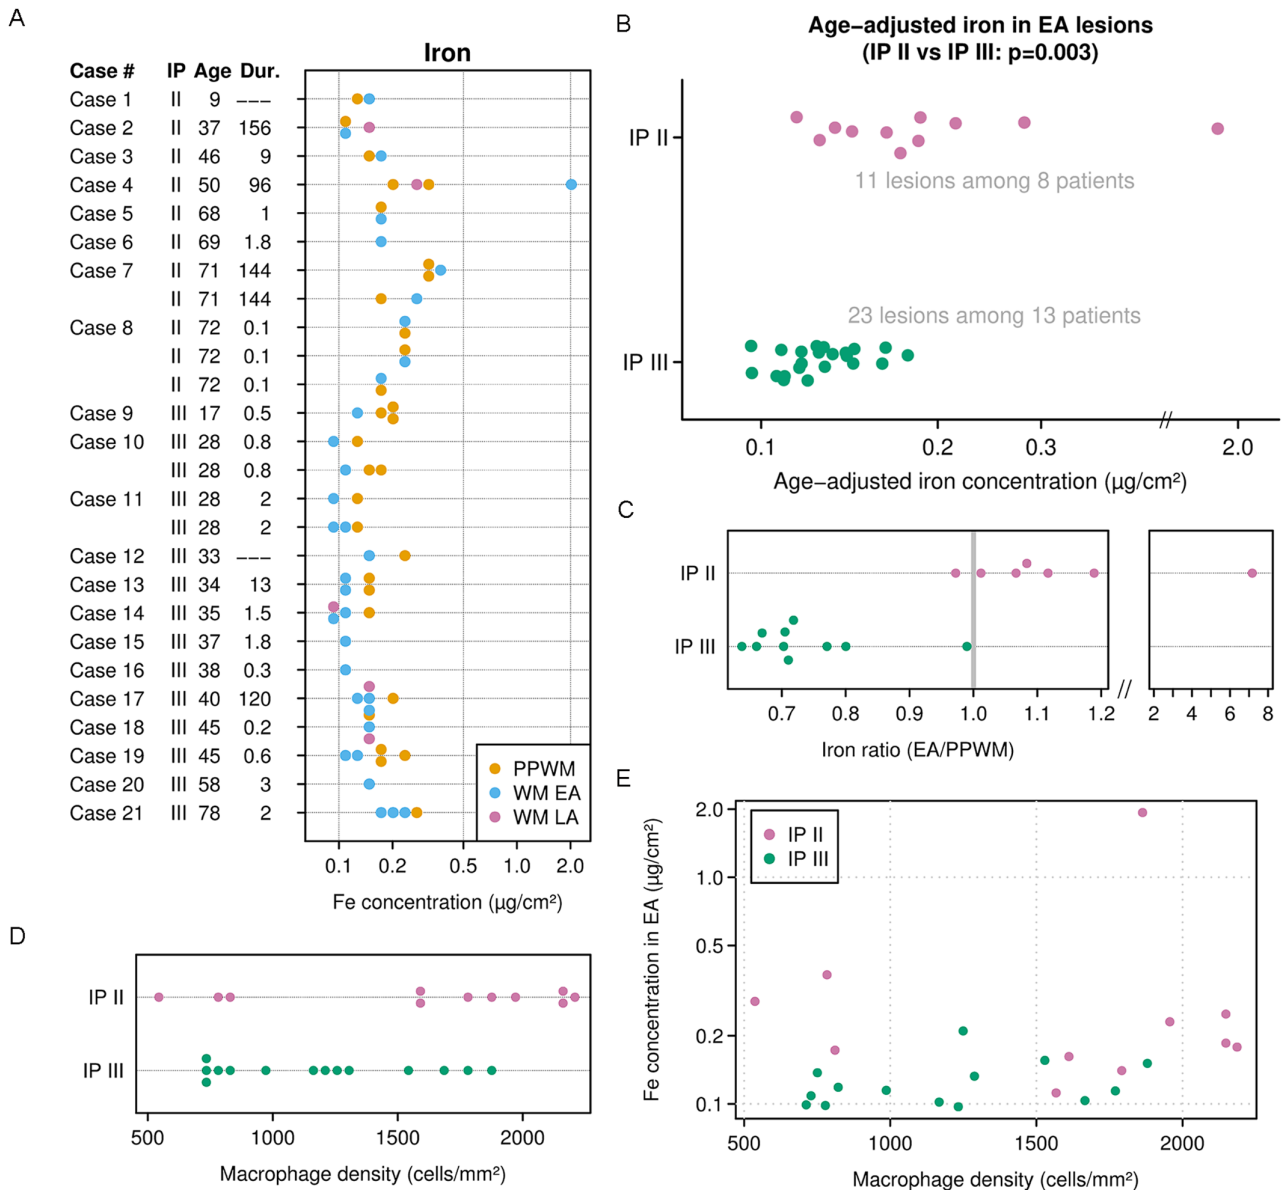 A
Iron
Case # IP Age Dur.
Case 1 II 9 −−−
Case 2 II 37 156
Case 3 II 46 9
Case 4 II 50 96
Case 5 II 68 1
Case 6 II 69 1.8
Case 7 II 71 144
II 71 144
Case 8 II 72 0.1
II 72 0.1
II 72 0.1
Case 9 III 17 0.5
Case 10 III 28 0.8
III 28 0.8
Case 11 III 28 2
III 28 2
Case 12 III 33 −−−
Case 13 III 34 13
Case 14 III 35 1.5
Case 15 III 37 1.8
Case 16 III 38 0.3
Case 17 III 40 120
Case 18 III 45 0.2
Case 19 III 45 0.6
Case 20 III 58 3
Case 21 III 78 2
PPWM
WM EA
WM LA
0.1 0.2 0.5 1.0 2.0
Fe concentration (µg/cm²)
B
Age−adjusted iron in EA lesions
(IP II vs IP III: p=0.003)
IP II
11 lesions among 8 patients
23 lesions among 13 patients
IP III
//
0.1 0.2 0.3 2.0
Age−adjusted iron concentration (µg/cm²)
C
IP II
IP III
//
0.7 0.8 0.9 1.0 1.1 1.2 2 4 6 8
Iron ratio (EA/PPWM)
D
IP II
IP III
500 1000 1500 2000
Macrophage density (cells/mm²)
E
IP II
IP III
2.0
1.0
0.5
0.2
0.1
Fe concentration in EA (µg/cm²)
500 1000 1500 2000
Macrophage density (cells/mm²)